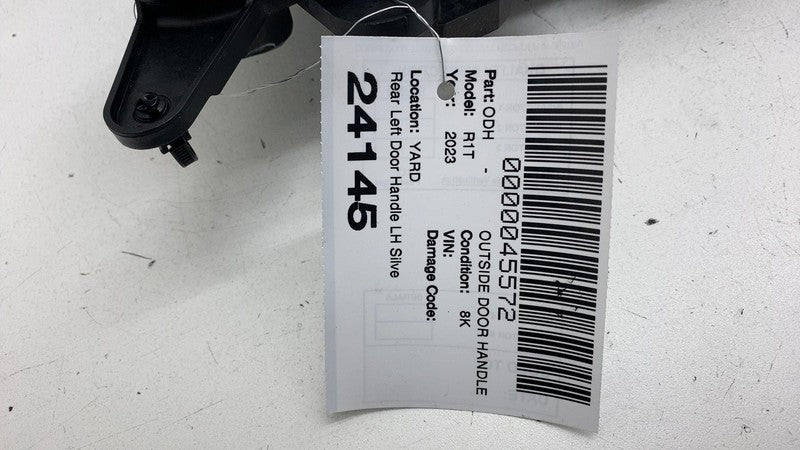 0000045572
Part: ODH - OUTSIDE DOOR HANDLE
Model: R1T Condition: 8K
Year: 2023 VIN:
Damage Code:
Location: YARD
Rear Left Door Handle LH Silve
24145